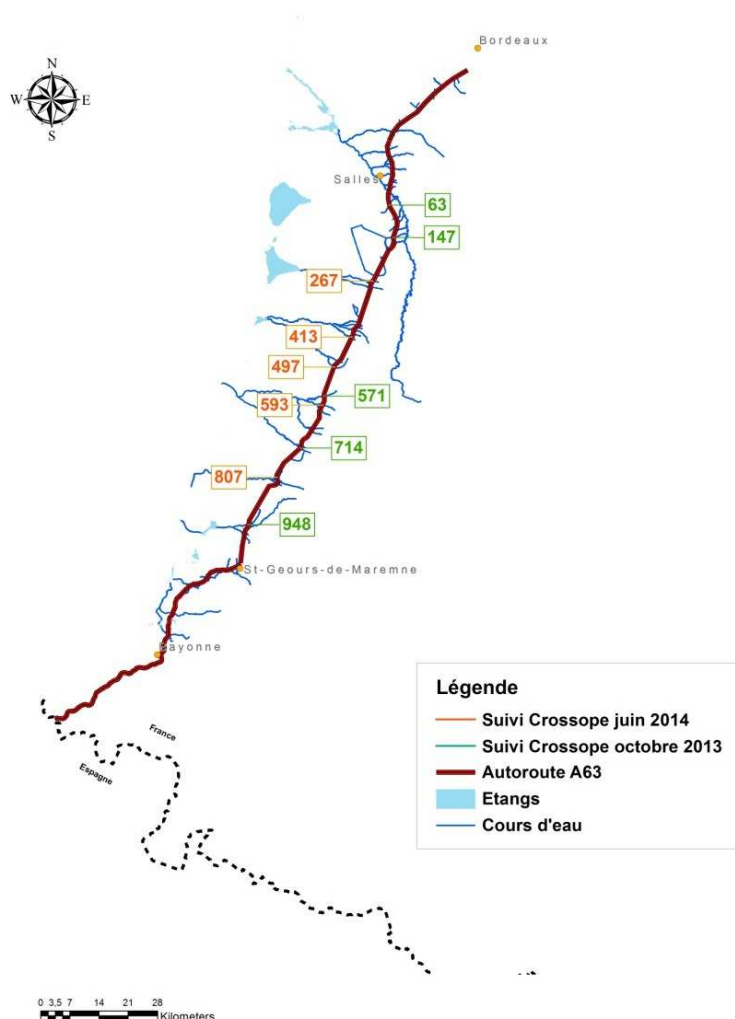 Bordeaux
N
W E
S
Salles
63
147
267
413
497
571
593
714
807
948
St-Geours-de-Maremne
Bayonne
France
Espagne
Légende
Suivi Crossope juin 2014
Suivi Crossope octobre 2013
Autoroute A63
Etangs
Cours d'eau
0 3,5 7 14 21 28
Kilometers